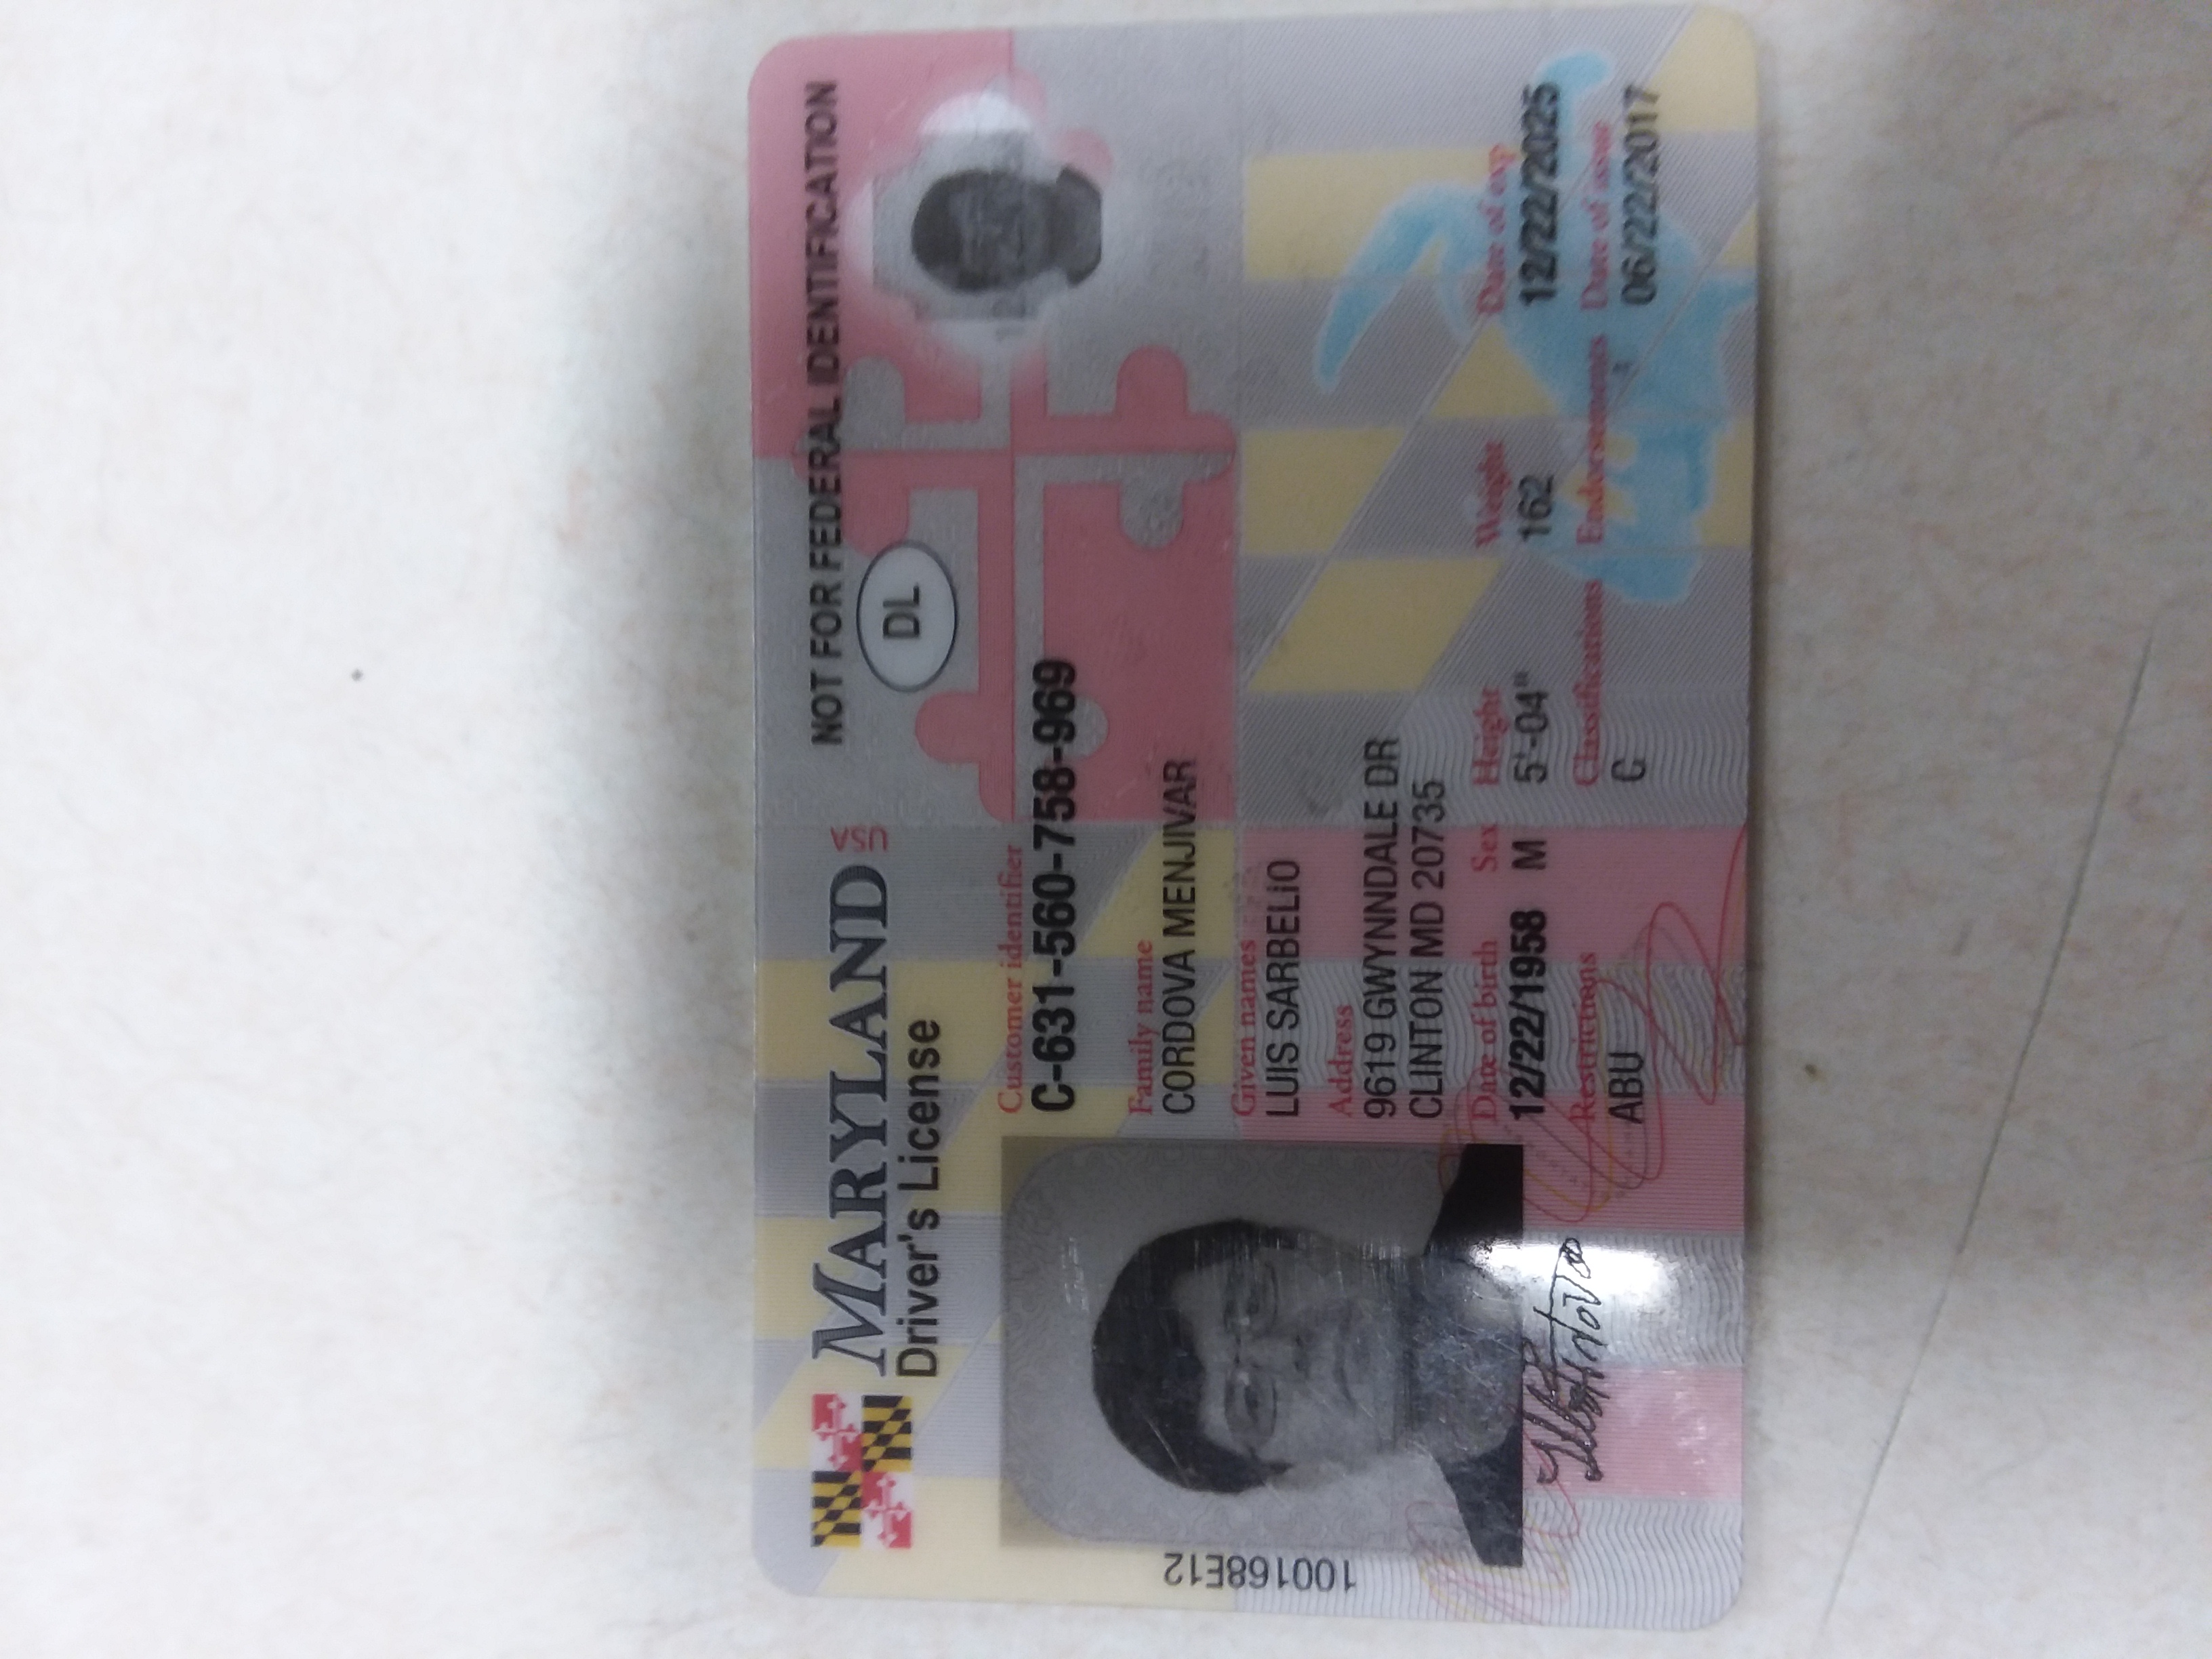 MARYLAND USA
Driver's License
NOT FOR FEDERAL IDENTIFICATION
DL
Customer identifier
C-631-560-758-969
Family name
CORDOVA MENJIVAR
Given names
LUIS SARBELIO
Address
9619 GWYNNDALE DR
CLINTON MD 20735
Date of birth Sex Height Weight Date of exp
12/22/1958 M 5'-04" 162 12/22/2025
Restrictions Classifications Endorsements Date of issue
ABU C 06/22/2017
100168E12